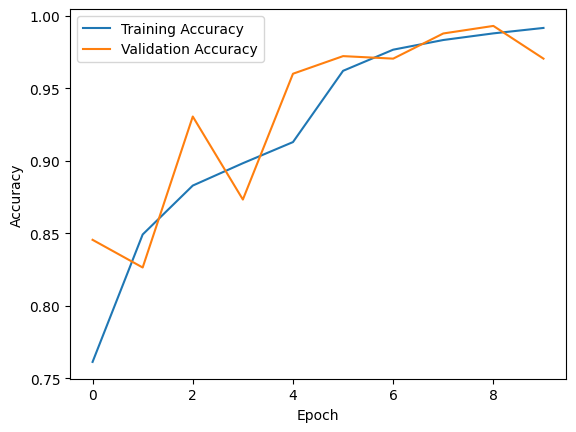 Training Accuracy
Validation Accuracy
1.00
0.95
0.90
0.85
0.80
0.75
Accuracy
0 2 4 6 8
Epoch